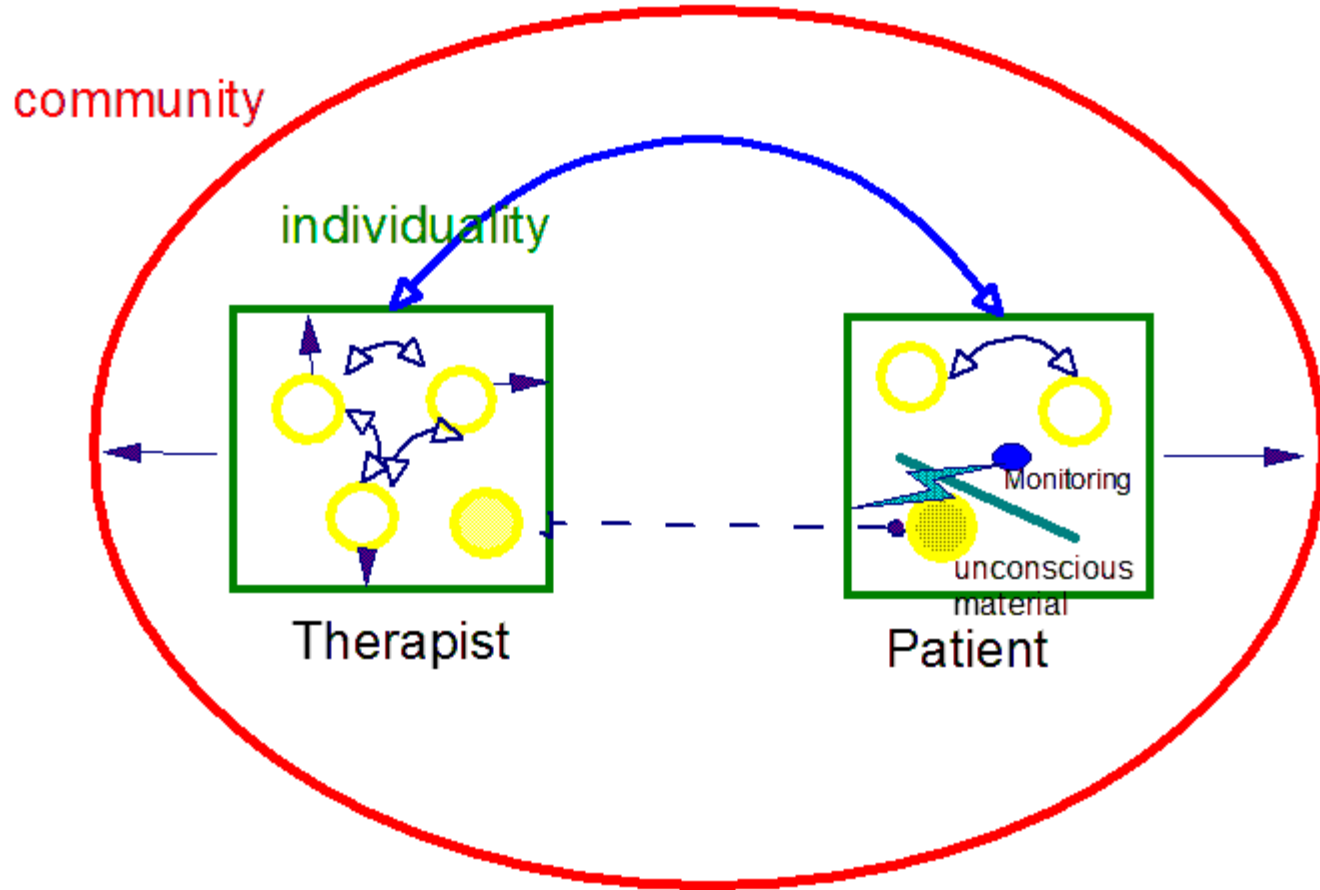 community
individuality
Monitoring
unconscious
material
Therapist
Patient